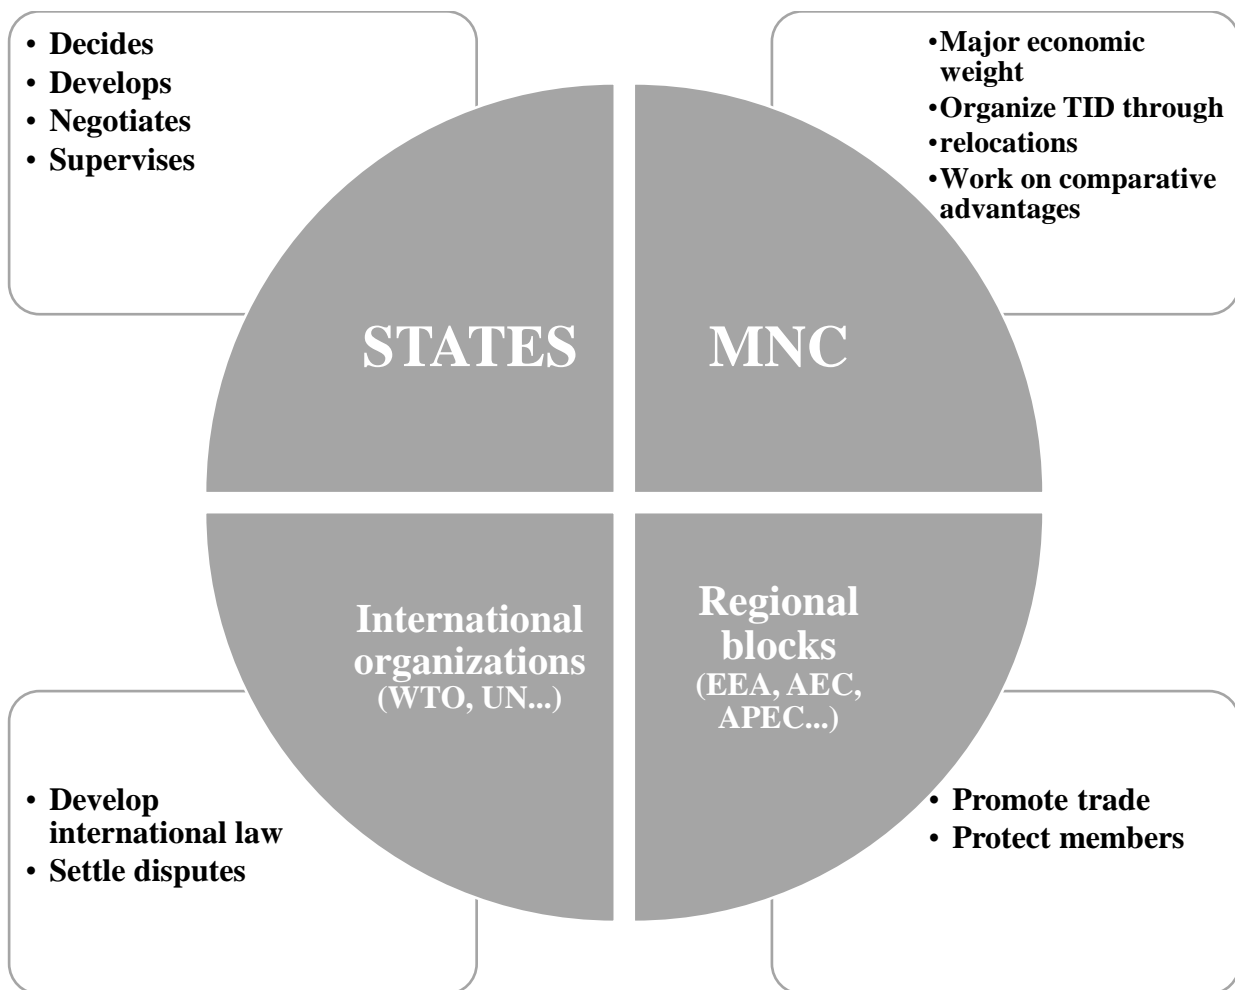 • Decides
• Develops
• Negotiates
• Supervises
•Major economic
weight
•Organize TID through
•relocations
•Work on comparative
advantages
STATES
MNC
International
organizations
(WTO, UN...)
Regional
blocks
(EEA, AEC,
APEC...)
• Develop
international law
• Settle disputes
• Promote trade
• Protect members